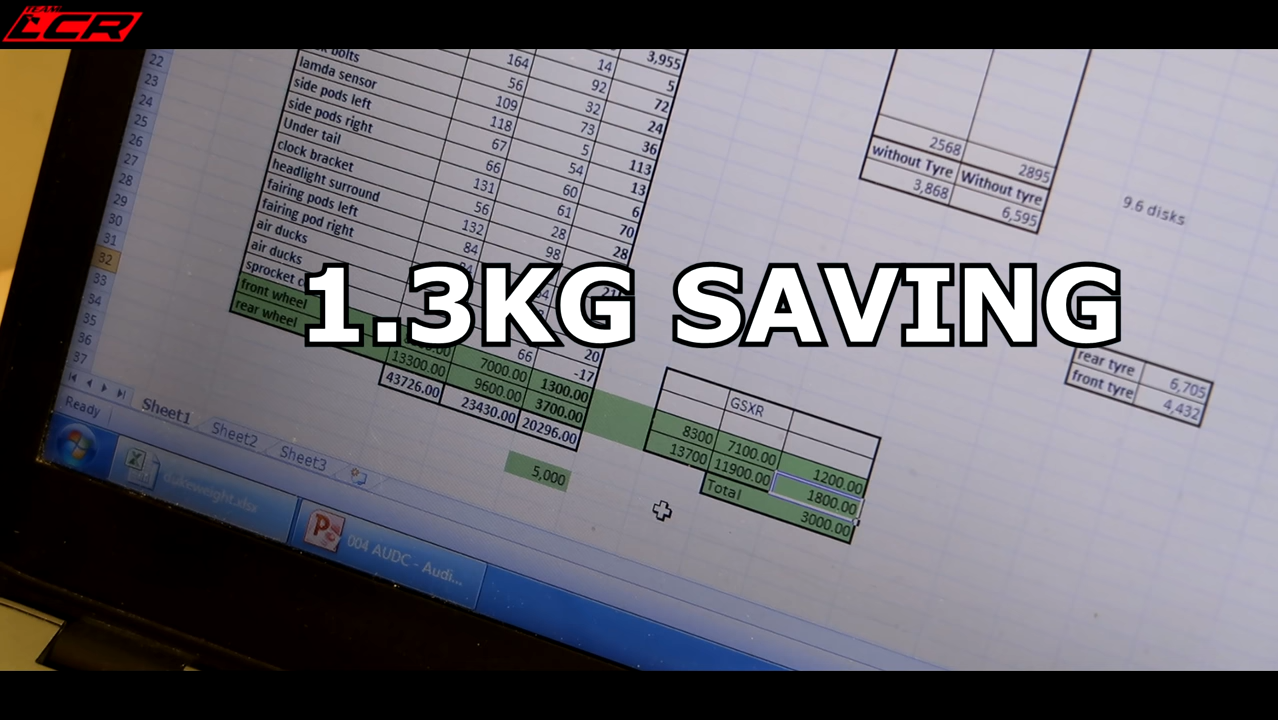 TEAM LCR
22 bolts 164 14 3,955
23 lamda sensor 56 92 5
24 side pods left 109 32 72
25 side pods right 118 73 24
26 Under tail 67 5 36
27 clock bracket 66 54 113
28 headlight surround 131 60 13
29 fairing pods left 56 61 6
30 fairing pod right 132 28 70
31 air ducks 84 98 28
32 air ducks
33 sprocket
34 front wheel 66 20
35 rear wheel 7000.00 -17
36 13300.00 9600.00 1300.00
37 43726.00 23430.00 3700.00
20296.00
5,000
2568 2895
without Tyre Without tyre
3,868 6,595
9.6 disks
1.3KG SAVING
rear tyre 6,705
front tyre 4,432
GSXR
8300 7100.00 1200.00
13700 11900.00 1800.00
Total 3000.00
Sheet1 Sheet2 Sheet3
Ready
dukeweight.xlsx
004 AUDC - Audi...